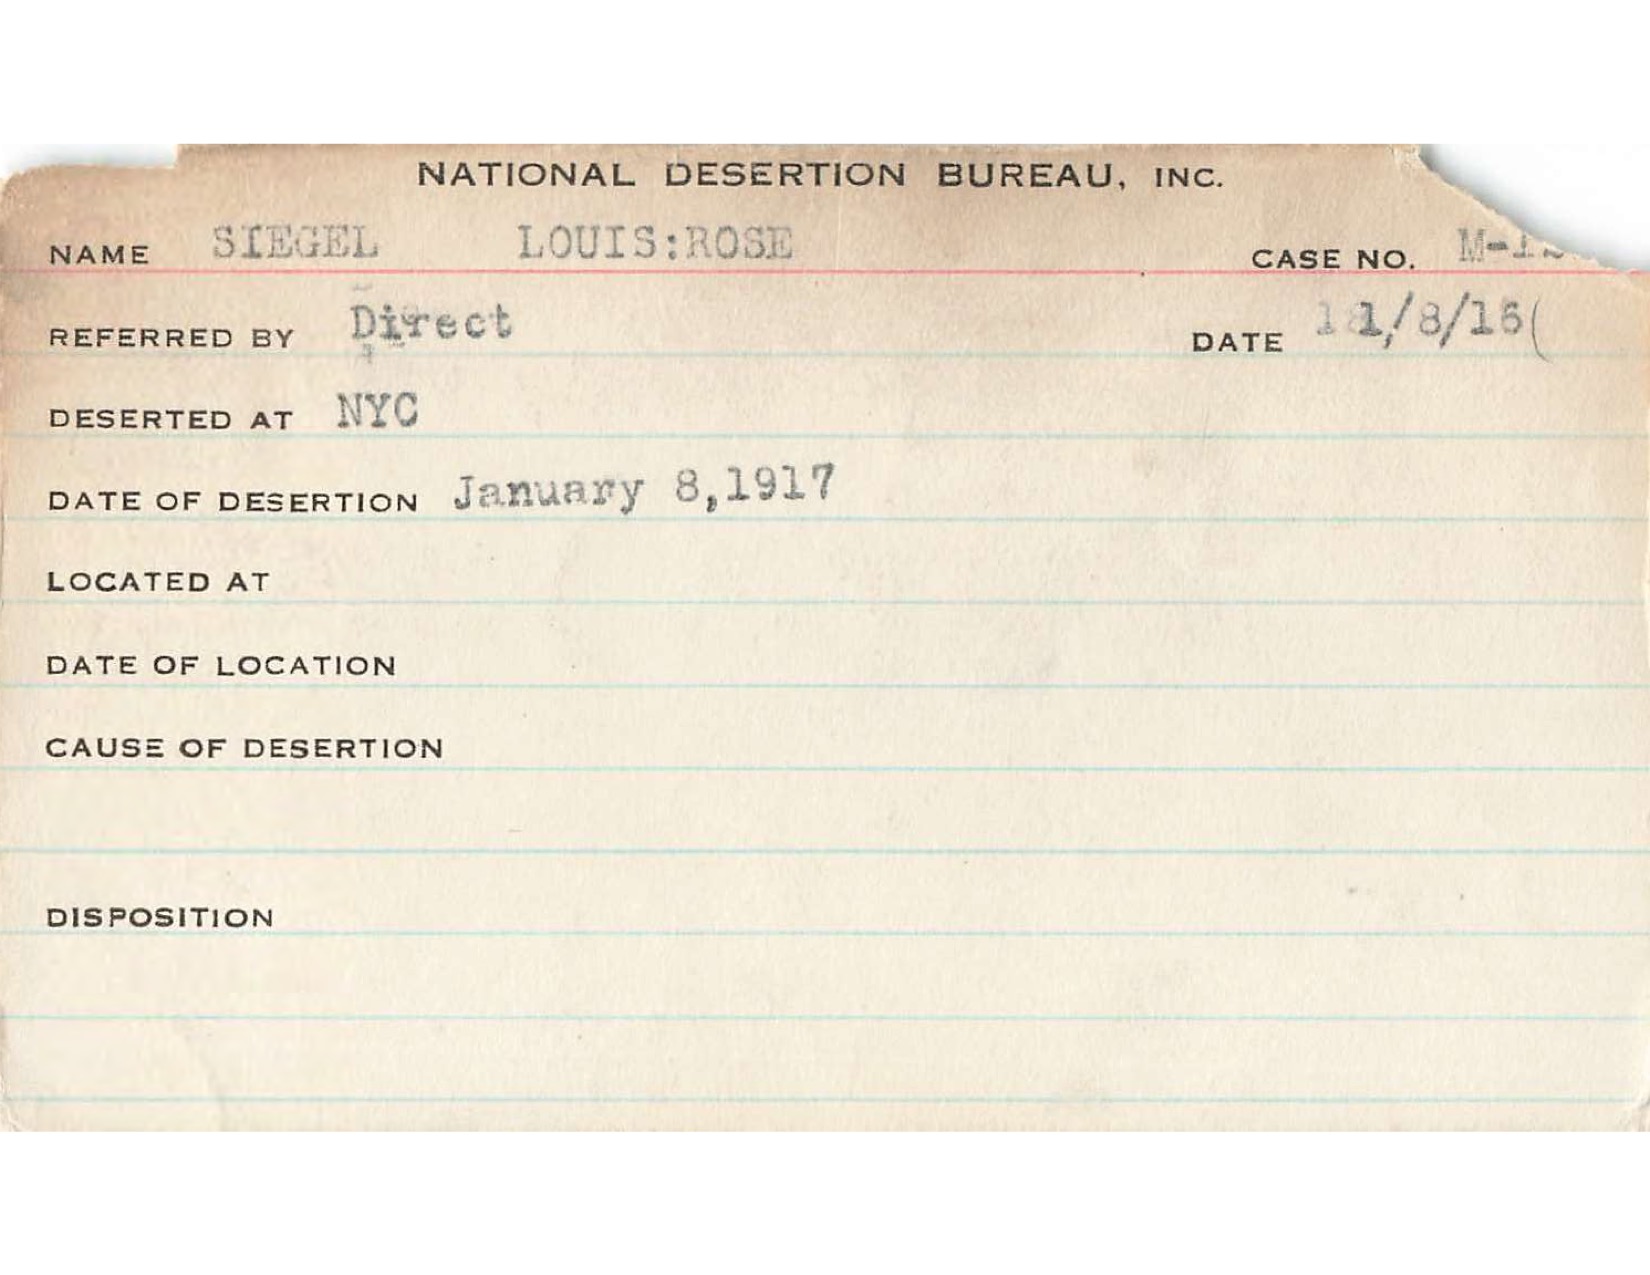 NATIONAL DESERTION BUREAU, INC.
NAME SIEGEL LOUIS:ROSE CASE NO.
REFERRED BY Direct DATE
DESERTED AT NYC
DATE OF DESERTION January 8,1917
LOCATED AT
DATE OF LOCATION
CAUSE OF DESERTION
DISPOSITION